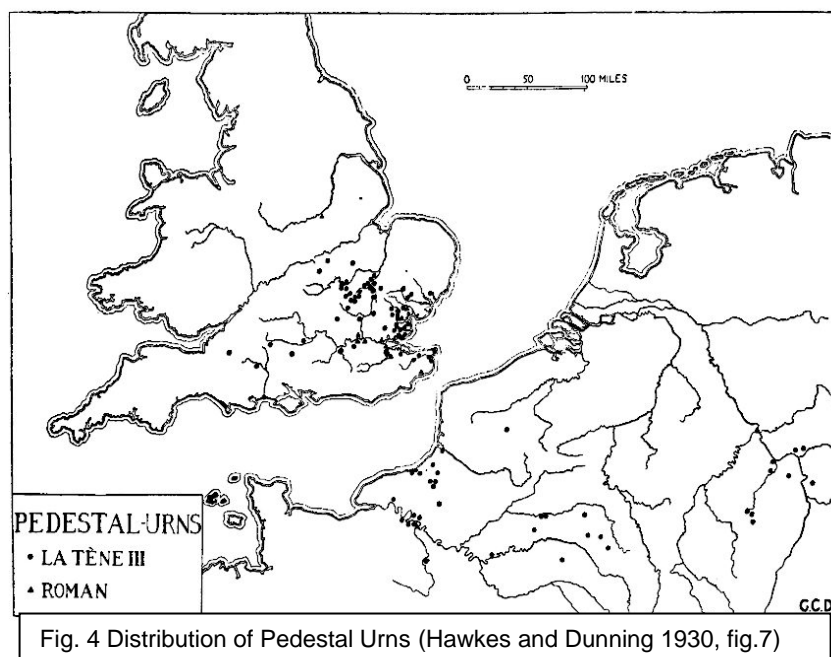 0 50 100 MILES
PEDESTAL-URNS
• LA TÈNE III
▲ ROMAN
G.C.D
Fig. 4 Distribution of Pedestal Urns (Hawkes and Dunning 1930, fig.7)